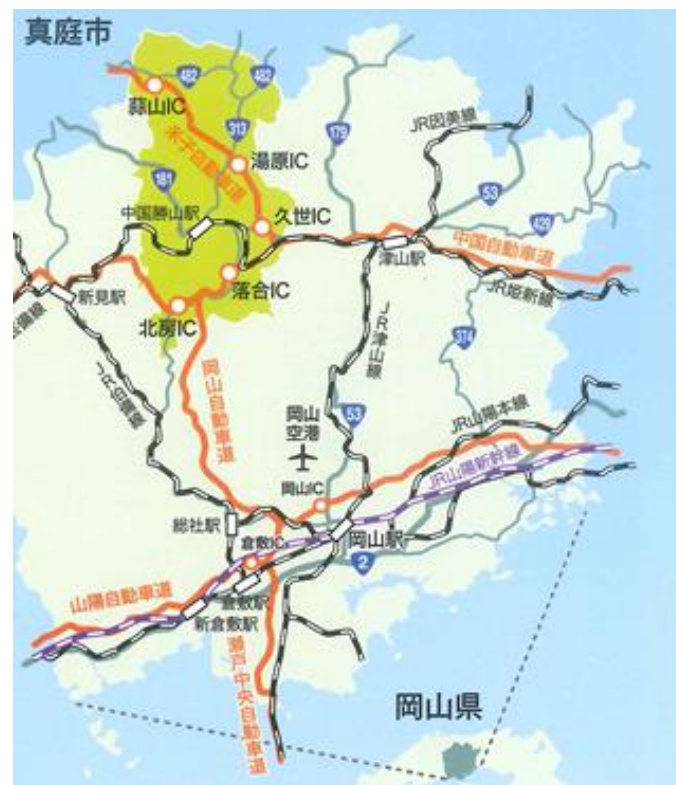 真庭市
482
482
蒜山IC
313
米子自動車道
179
JR因美線
湯原IC
181
53
中国勝山駅
久世IC
429
中国自動車道
津山駅
落合IC
新見駅
JR姫新線
北房IC
JR津山線
374
JR伯備線
岡山自動車道
岡山
空港
53
JR山陽本線
岡山IC
JR山陽新幹線
総社駅
倉敷IC
岡山駅
2
山陽自動車道
倉敷駅
新倉敷駅
瀬戸中央自動車道
岡山県